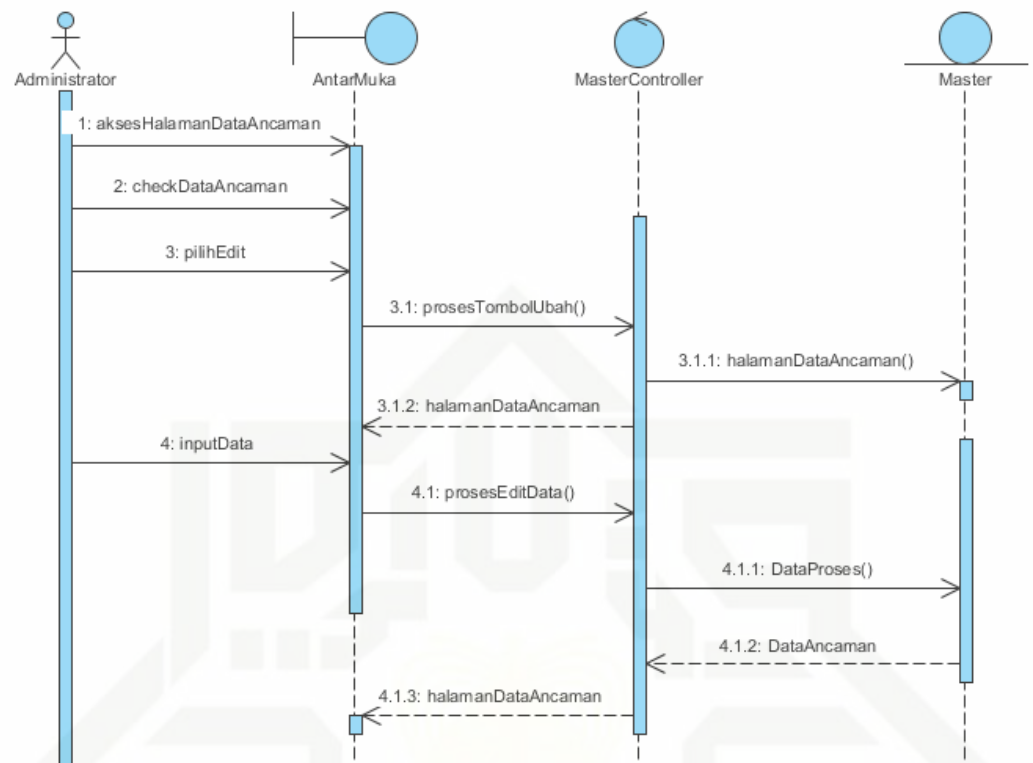 Administrator
AntarMuka
MasterController
Master
1: aksesHalamanDataAncaman
2: checkDataAncaman
3: pilihEdit
3.1: prosesTombolUbah()
3.1.1: halamanDataAncaman()
3.1.2: halamanDataAncaman
4: inputData
4.1: prosesEditData()
4.1.1: DataProses()
4.1.2: DataAncaman
4.1.3: halamanDataAncaman